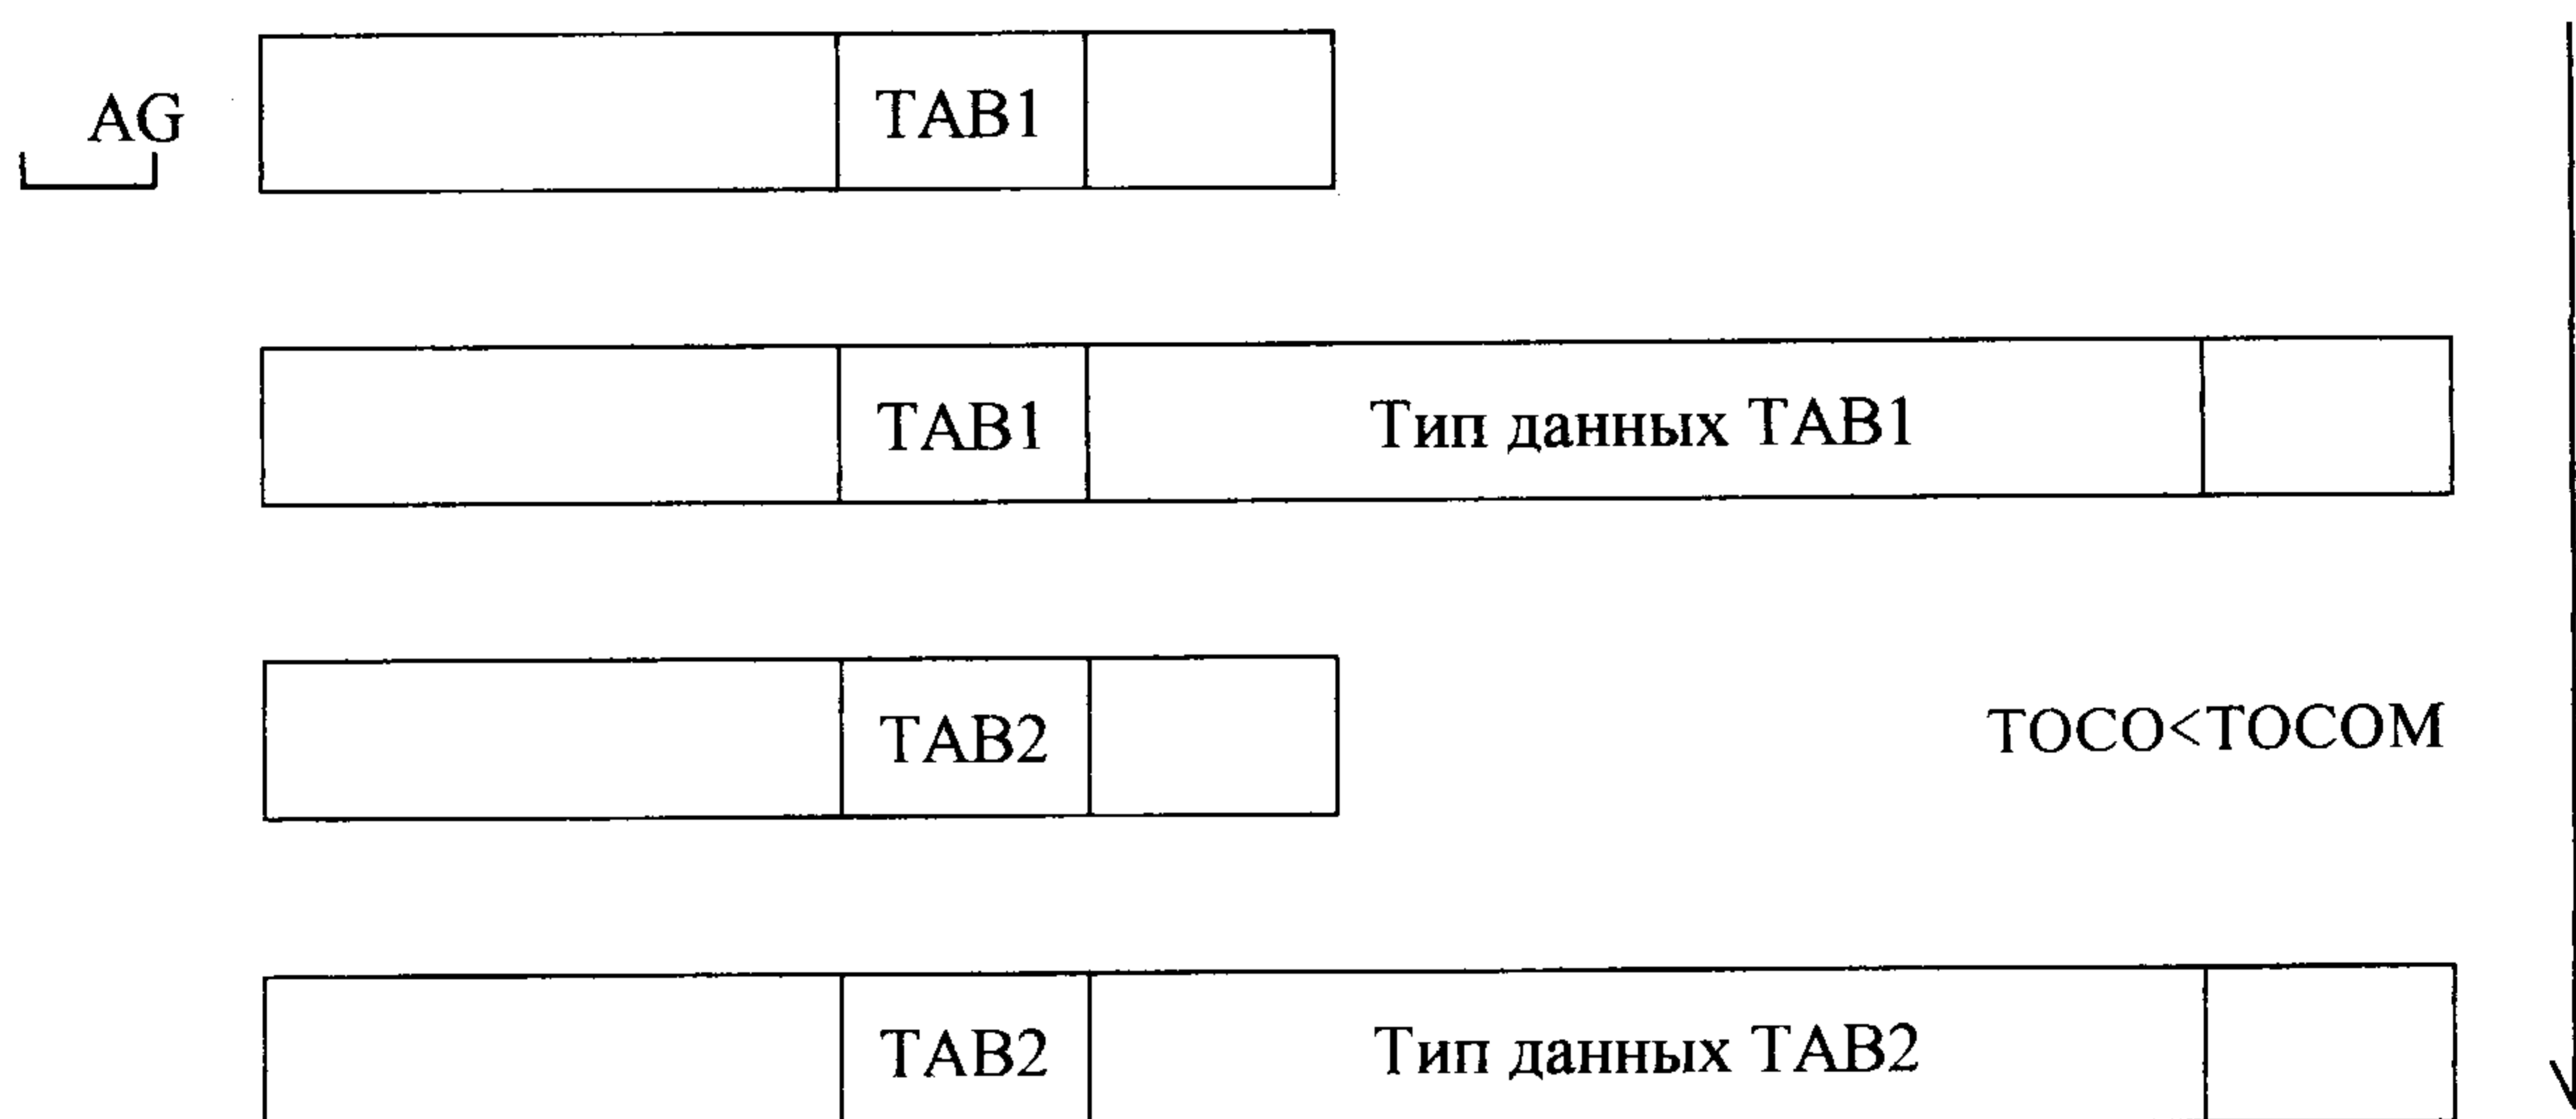 AG TAB1
TAB1 Тип данных TAB1
TAB2
TOCO<TOCOM
TAB2 Тип данных TAB2